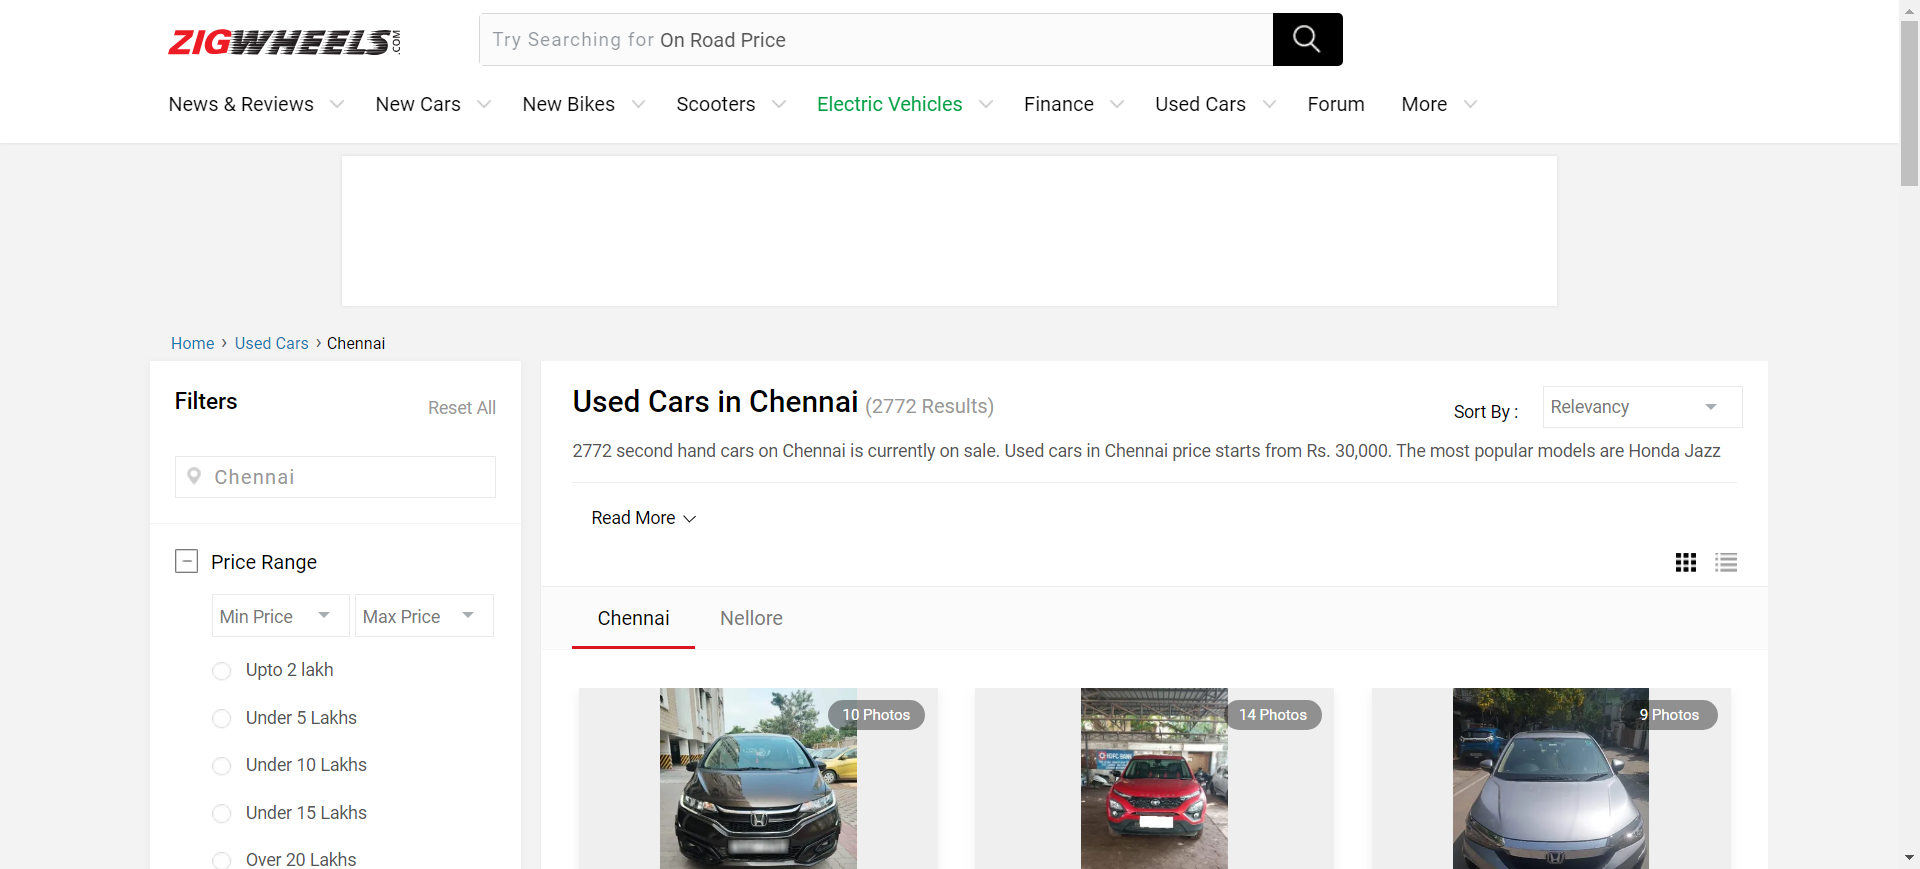 ZIGWHEELS.COM
Try Searching for On Road Price
News & Reviews New Cars New Bikes Scooters Electric Vehicles Finance Used Cars Forum More
Home › Used Cars › Chennai
Filters
Reset All
Chennai
Price Range
Min Price Max Price
Upto 2 lakh
Under 5 Lakhs
Under 10 Lakhs
Under 15 Lakhs
Over 20 Lakhs
Used Cars in Chennai (2772 Results)
Sort By : Relevancy
2772 second hand cars on Chennai is currently on sale. Used cars in Chennai price starts from Rs. 30,000. The most popular models are Honda Jazz
Read More
Chennai Nellore
10 Photos
14 Photos
HDFC BANK
9 Photos